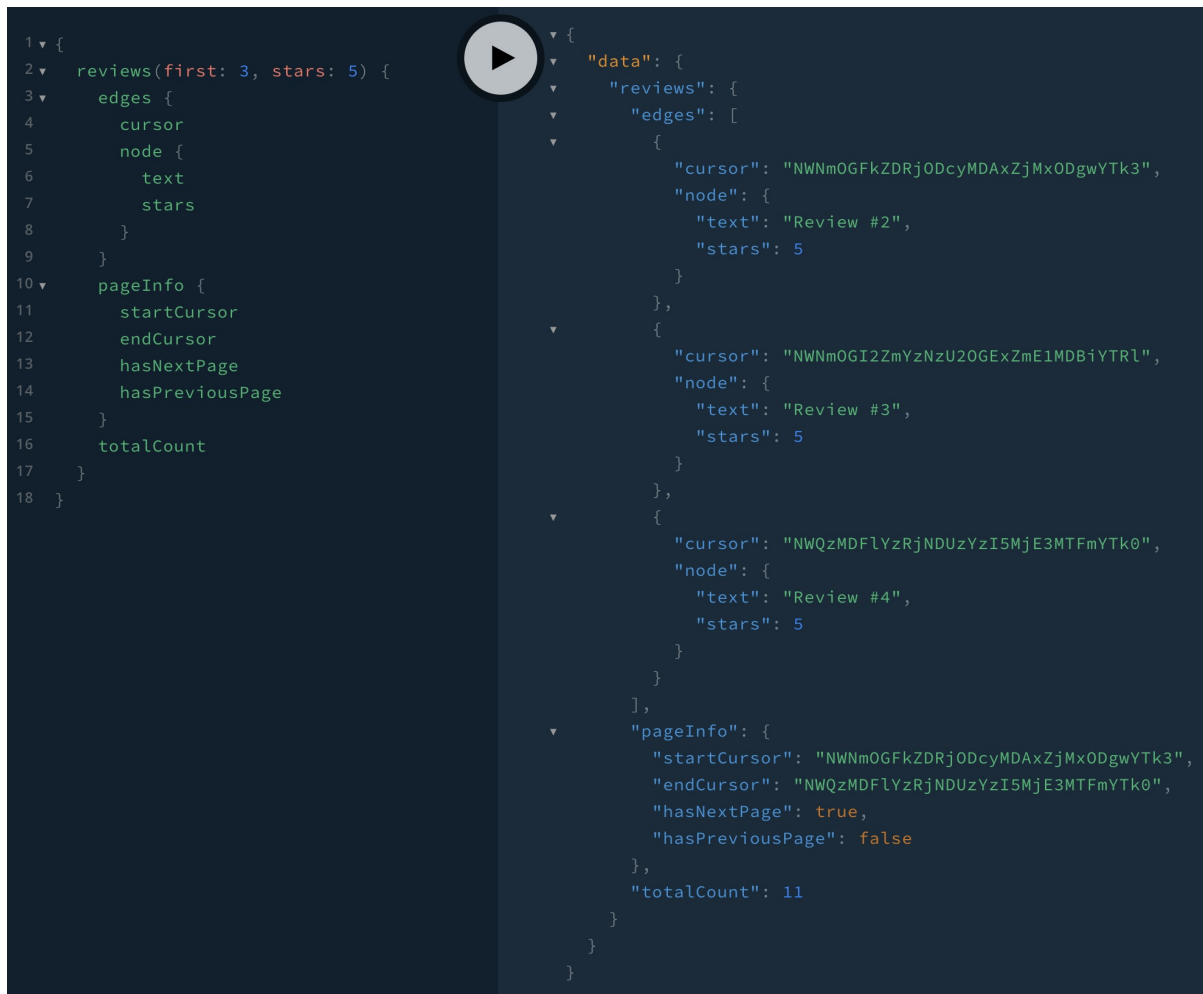 1 {
2 reviews(first: 3, stars: 5) {
3 edges {
4 cursor
5 node {
6 text
7 stars
8 }
9 }
10 pageInfo {
11 startCursor
12 endCursor
13 hasNextPage
14 hasPreviousPage
15 }
16 totalCount
17 }
18 }
{
"data": {
"reviews": {
"edges": [
{
"cursor": "NWNmOGFkZDRjODcyMDAxZjMxODgwYTk3",
"node": {
"text": "Review #2",
"stars": 5
}
},
{
"cursor": "NWNmOGI2ZmYzNzU2OGExZmE1MDBiYTRl",
"node": {
"text": "Review #3",
"stars": 5
}
},
{
"cursor": "NWQzMDFlYzRjNDUzYzI5MjE3MTFmYTk0",
"node": {
"text": "Review #4",
"stars": 5
}
}
],
"pageInfo": {
"startCursor": "NWNmOGFkZDRjODcyMDAxZjMxODgwYTk3",
"endCursor": "NWQzMDFlYzRjNDUzYzI5MjE3MTFmYTk0",
"hasNextPage": true,
"hasPreviousPage": false
},
"totalCount": 11
}
}
}